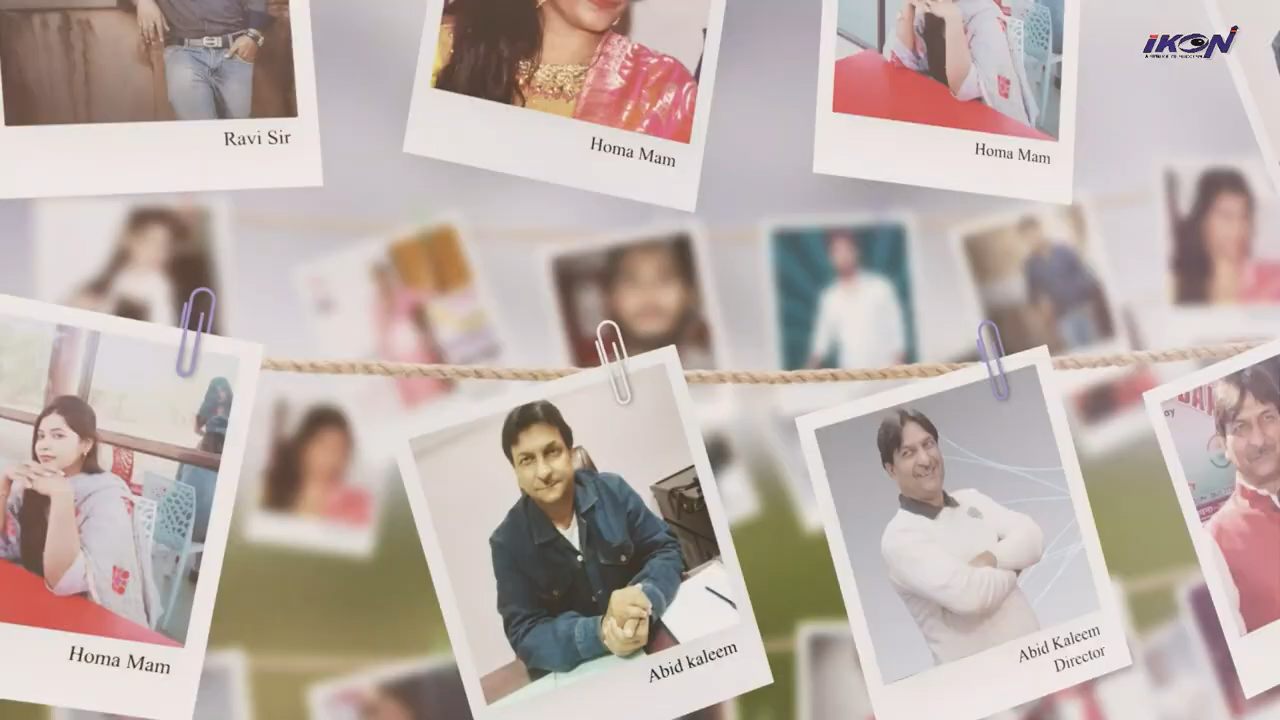 Ravi Sir
Homa Mam
Homa Mam
iKON
Homa Mam
Abid kaleem
Abid Kaleem
Director